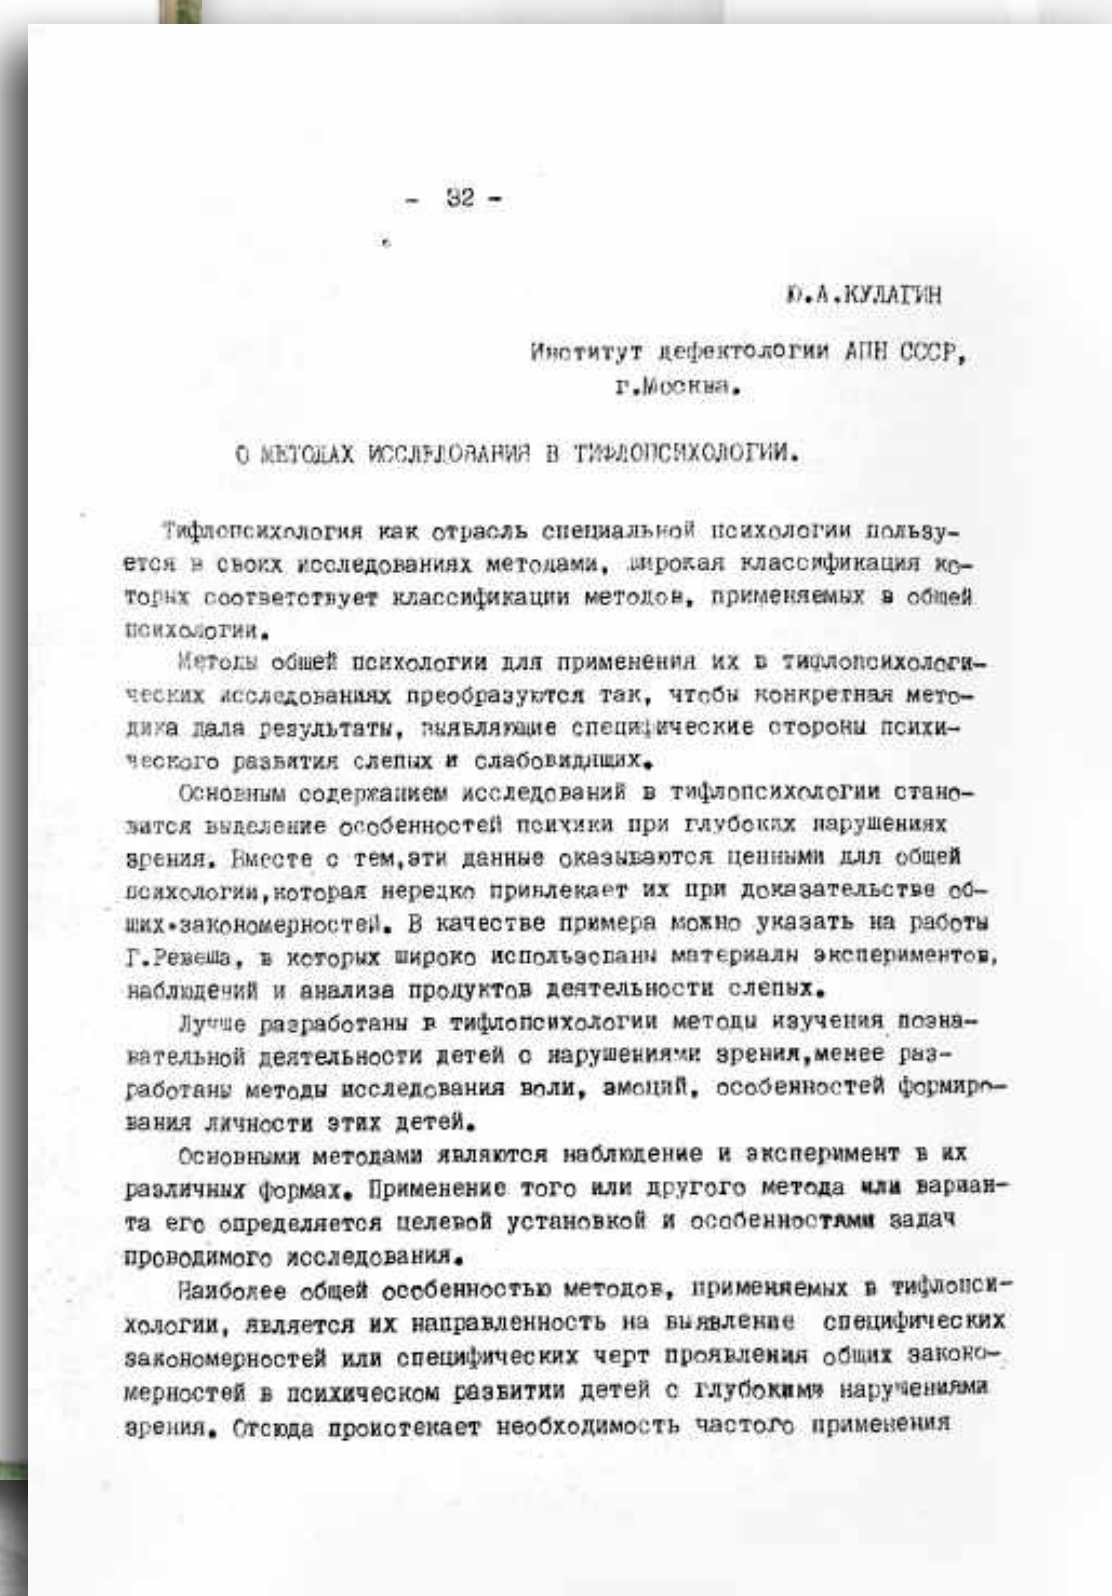 - 32 -
Ю.А.КУЛАГИН
Институт дефектологии АПН СССР,
г.Москва.
О МЕТОДАХ ИССЛЕДОВАНИЯ В ТИФЛОПСИХОЛОГИИ.
Тифлопсихология как отрасль специальной психологии пользу-
ется в своих исследованиях методами, широкая классификация ко-
торых соответствует классификации методов, применяемых в общей
психологии.
Методы общей психологии для применения их в тифлопсихологи-
ческих исследованиях преобразуются так, чтобы конкретная мето-
дика дала результаты, выявляющие специфические стороны психи-
ческого развития слепых и слабовидящих.
Основным содержанием исследований в тифлопсихологии стано-
вится выделение особенностей психики при глубоких нарушениях
зрения. Вместе с тем,эти данные оказываются ценными для общей
психологии,которая нередко привлекает их при доказательстве об-
щих закономерностей. В качестве примера можно указать на работы
Г.Ревеша, в которых широко использованы материалы экспериментов,
наблюдений и анализа продуктов деятельности слепых.
Лучше разработаны в тифлопсихологии методы изучения позна-
вательной деятельности детей с нарушениями зрения,менее раз-
работаны методы исследования воли, эмоций, особенностей формиро-
вания личности этих детей.
Основными методами являются наблюдение и эксперимент в их
различных формах. Применение того или другого метода или вариан-
та его определяется целевой установкой и особенностями задач
проводимого исследования.
Наиболее общей особенностью методов, применяемых в тифлопси-
хологии, является их направленность на выявление специфических
закономерностей или специфических черт проявления общих законо-
мерностей в психическом развитии детей с глубокими нарушениями
зрения. Отсюда проистекает необходимость частого применения